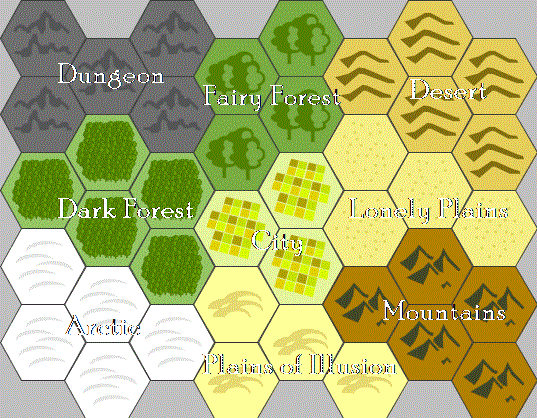 Dungeon
Fairy Forest
Desert
Dark Forest
City
Lonely Plains
Arctic
Mountains
Plains of Illusion